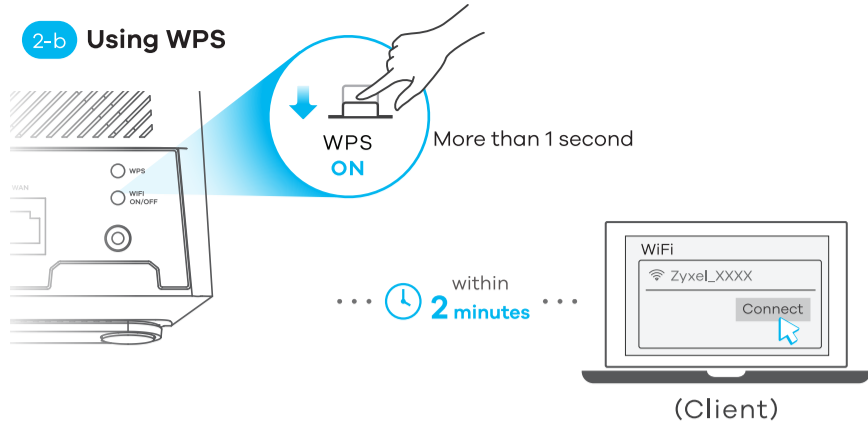 2-b Using WPS
WPS
ON
More than 1 second
WAN
WPS
WIFI
ON/OFF
within
2 minutes
WiFi
Zyxel_XXXX
Connect
(Client)